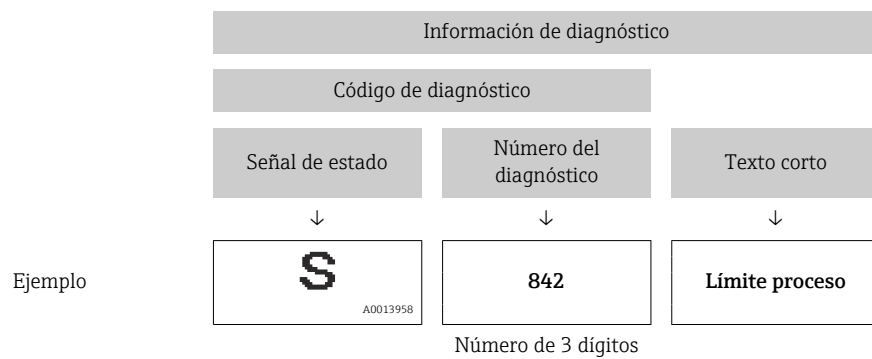 Información de diagnóstico
Código de diagnóstico
Señal de estado
Número del
diagnóstico
Texto corto
↓ ↓ ↓
Ejemplo
S
A0013958
842
Límite proceso
Número de 3 dígitos